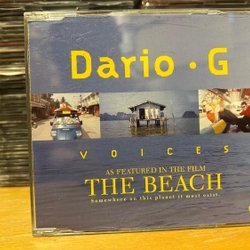 Dario · G
VOICES
AS FEATURED IN THE FILM
THE BEACH
Somewhere on this planet it must exist.